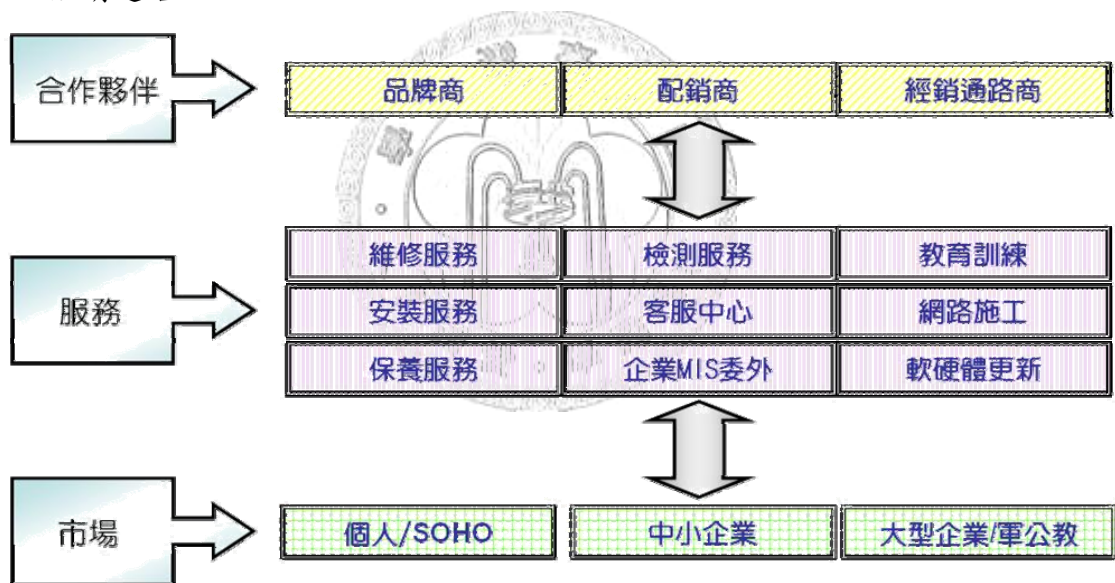 合作夥伴
品牌商 配銷商 經銷通路商
維修服務 檢測服務 教育訓練
服務
安裝服務 客服中心 網路施工
保養服務 企業MIS委外 軟硬體更新
市場
個人/SOHO 中小企業 大型企業/軍公教